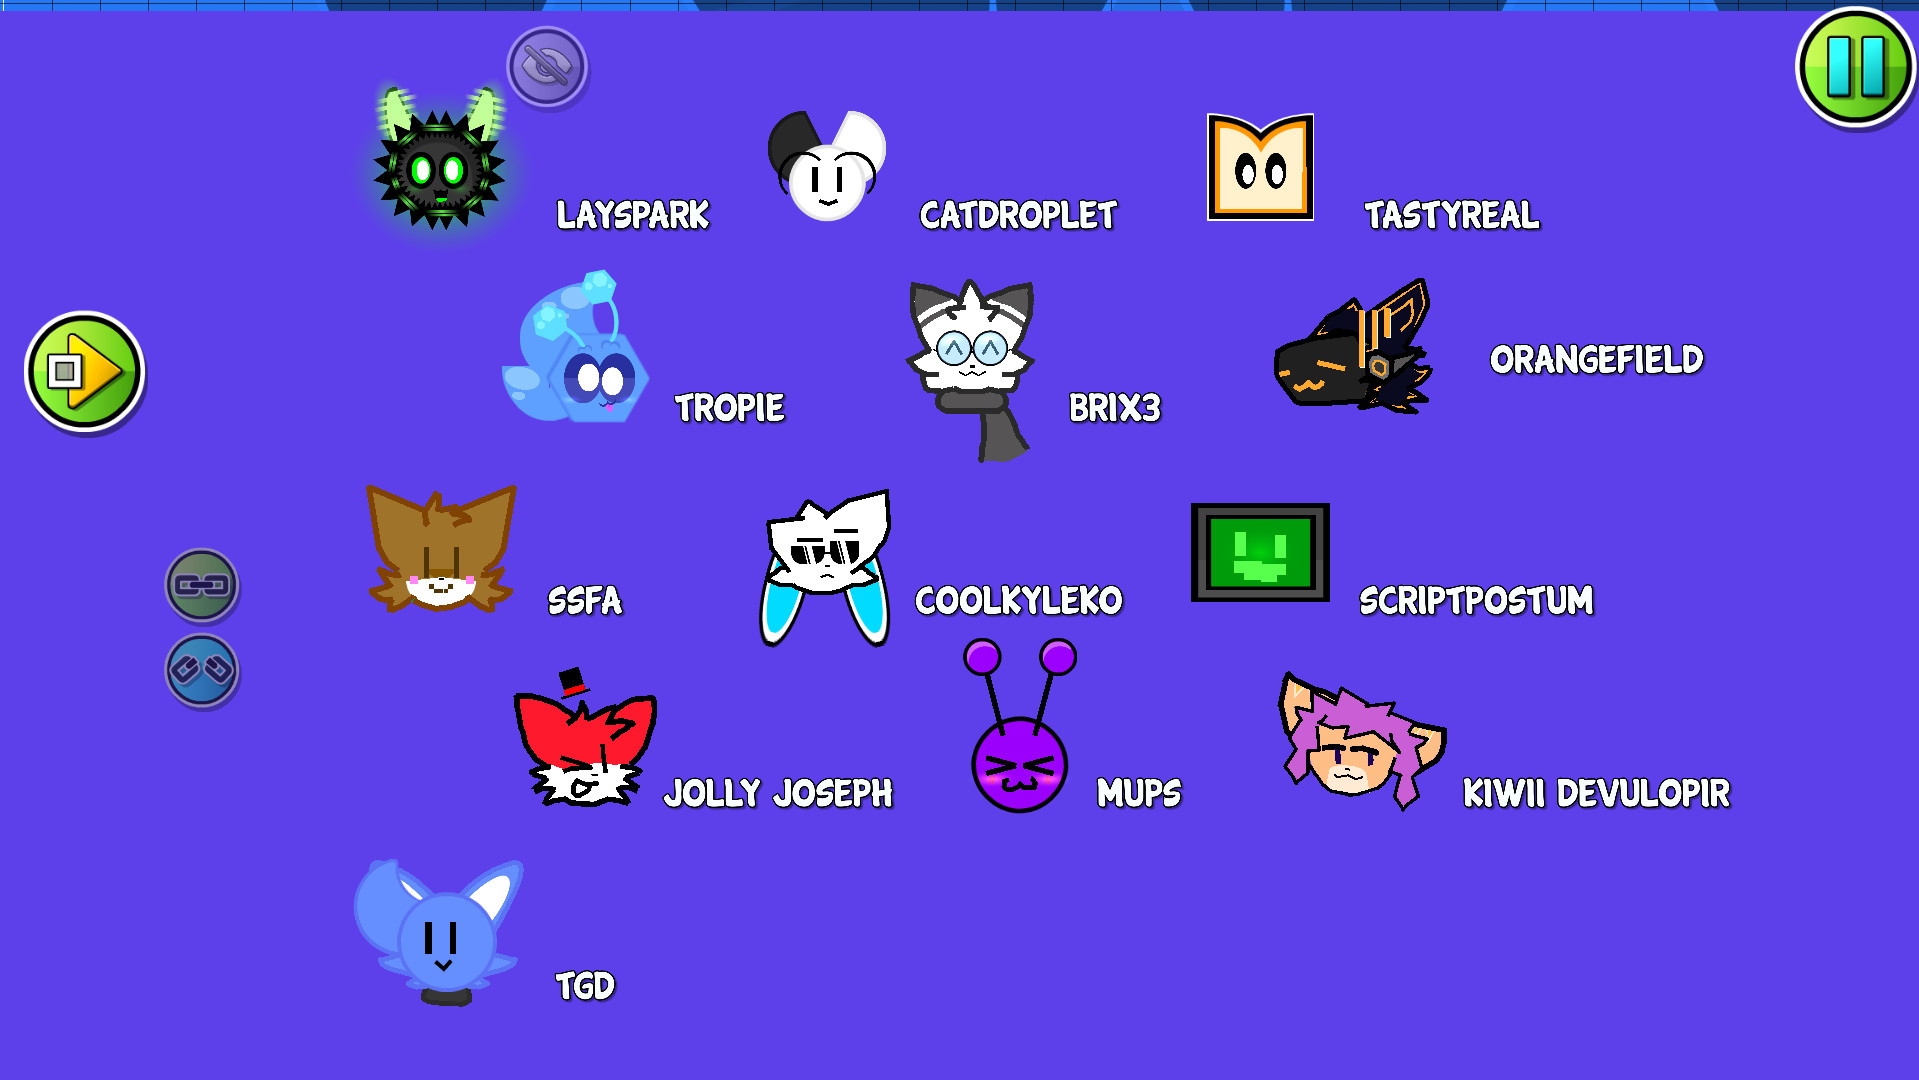 LAYSPARK
CATDROPLET
TASTYREAL
TROPIE
BRIX3
ORANGEFIELD
SSFA
COOLKYLEKO
SCRIPTPOSTUM
JOLLY JOSEPH
MUPS
KIWII DEVULOPIR
TGD